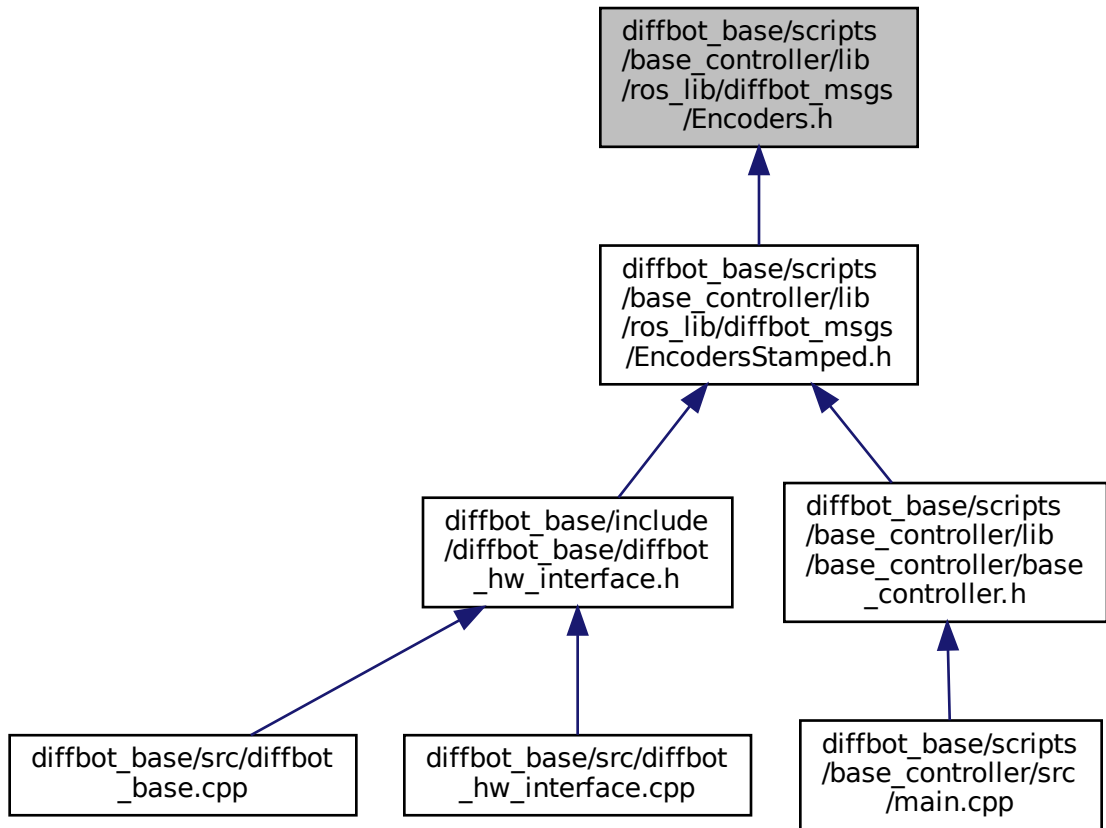 diffbot_base/scripts
/base_controller/lib
/ros_lib/diffbot_msgs
/Encoders.h
diffbot_base/scripts
/base_controller/lib
/ros_lib/diffbot_msgs
/EncodersStamped.h
diffbot_base/include
/diffbot_base/diffbot
_hw_interface.h
diffbot_base/scripts
/base_controller/lib
/base_controller/base
_controller.h
diffbot_base/src/diffbot
_base.cpp
diffbot_base/src/diffbot
_hw_interface.cpp
diffbot_base/scripts
/base_controller/src
/main.cpp